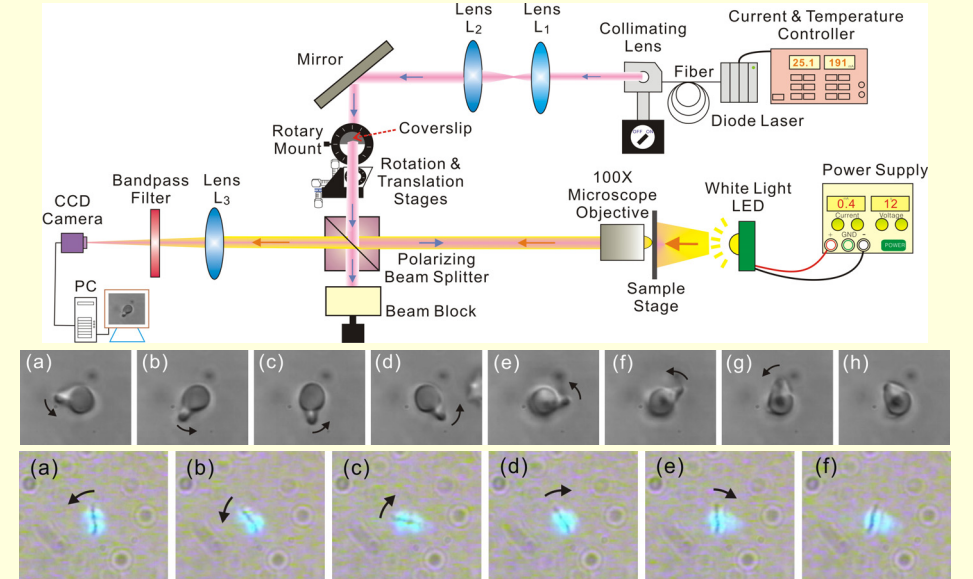 Lens
L2
Lens
L1
Collimating
Lens
Current & Temperature
Controller
Mirror
25.1
191
Fiber
OFF ON
Diode Laser
Rotary
Mount
Coverslip
Rotation &
Translation
Stages
CCD
Camera
Bandpass
Filter
Lens
L3
100X
Microscope
Objective
White Light
LED
Power Supply
0.4
12
Current
Voltage
+
GND
-
POWER
Polarizing
Beam Splitter
Sample
Stage
PC
Beam Block
(a)
(b)
(c)
(d)
(e)
(f)
(g)
(h)
(a)
(b)
(c)
(d)
(e)
(f)